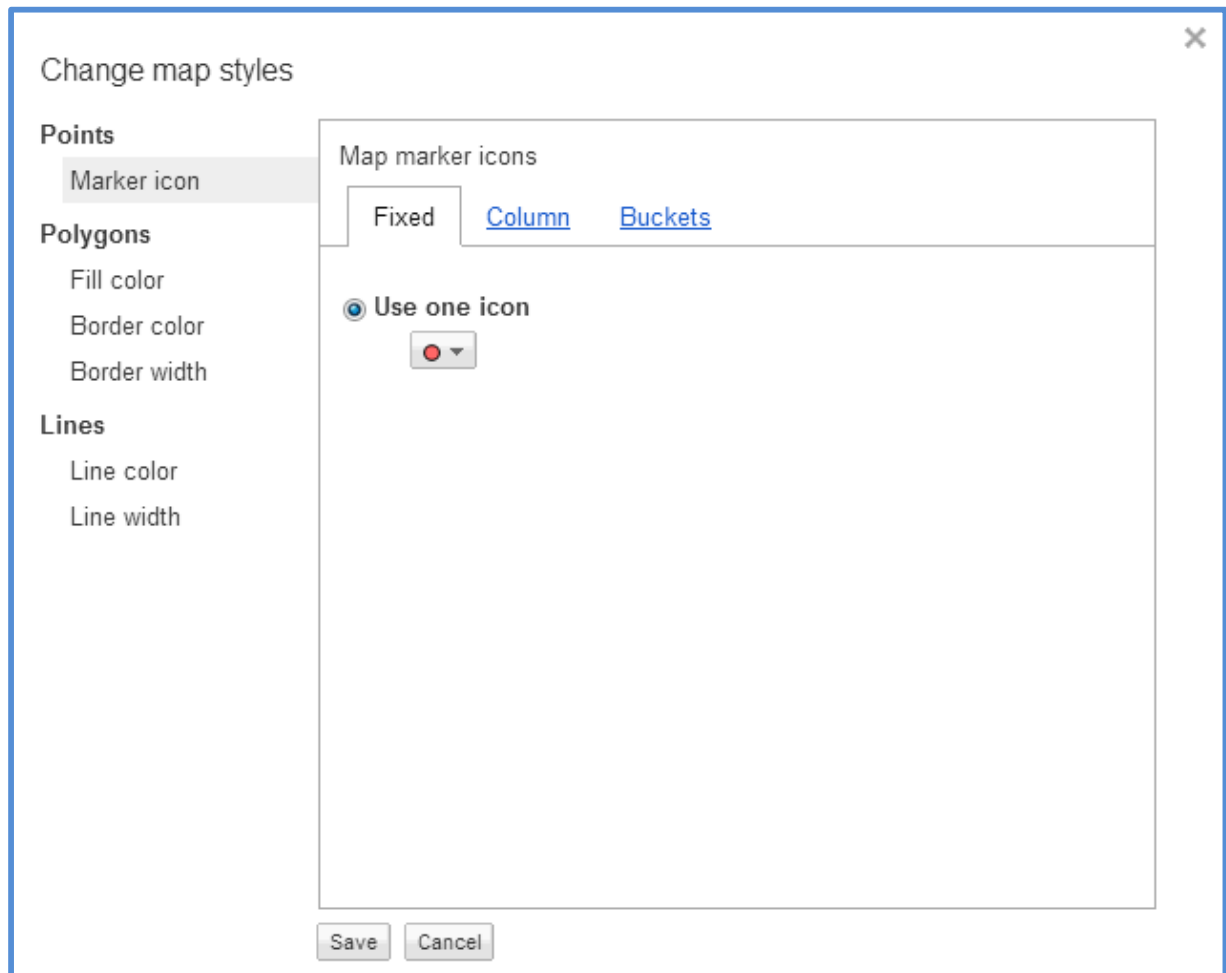 Change map styles
Points
Marker icon
Polygons
Fill color
Border color
Border width
Lines
Line color
Line width
Map marker icons
Fixed Column Buckets
Use one icon
Save Cancel